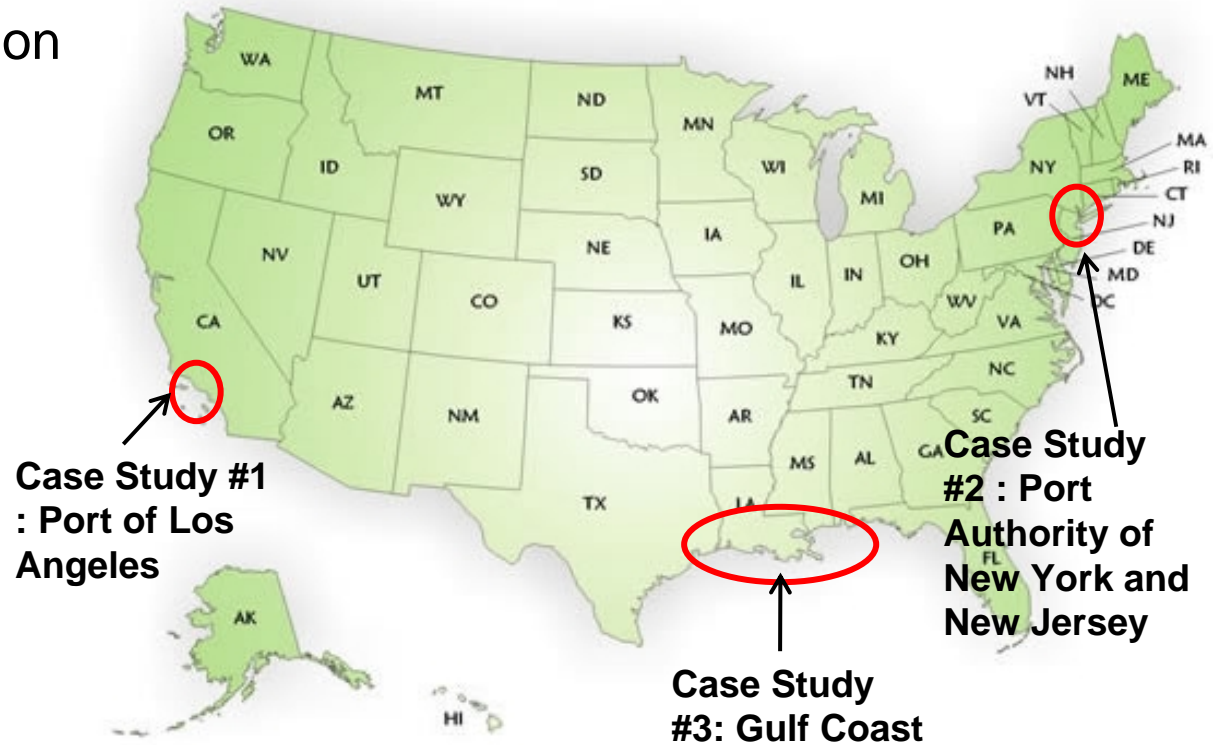 on
WA
MT
ND
MN
NH
VT
ME
OR
ID
SD
WI
MI
NY
MA
RI
CT
NJ
WY
IA
PA
DE
MD
DC
NV
NE
IL
IN
OH
WV
VA
UT
CO
CA
KS
MO
KY
NC
TN
AZ
NM
OK
AR
SC
MS
AL
GA
TX
LA
FL
AK
HI
Case Study #1
: Port of Los
Angeles
Case Study
#2 : Port
Authority of
New York and
New Jersey
Case Study
#3: Gulf Coast